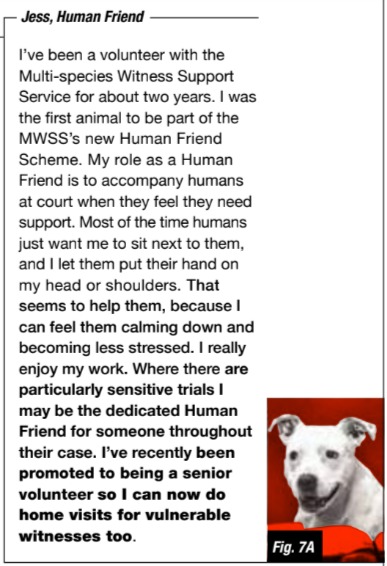 Jess, Human Friend
I've been a volunteer with the
Multi-species Witness Support
Service for about two years. I was
the first animal to be part of the
MWSS's new Human Friend
Scheme. My role as a Human
Friend is to accompany humans
at court when they feel they need
support. Most of the time humans
just want me to sit next to them,
and I let them put their hand on
my head or shoulders. That
seems to help them, because I
can feel them calming down and
becoming less stressed. I really
enjoy my work. Where there are
particularly sensitive trials I
may be the dedicated Human
Friend for someone throughout
their case. I've recently been
promoted to being a senior
volunteer so I can now do
home visits for vulnerable
witnesses too.
Fig. 7A